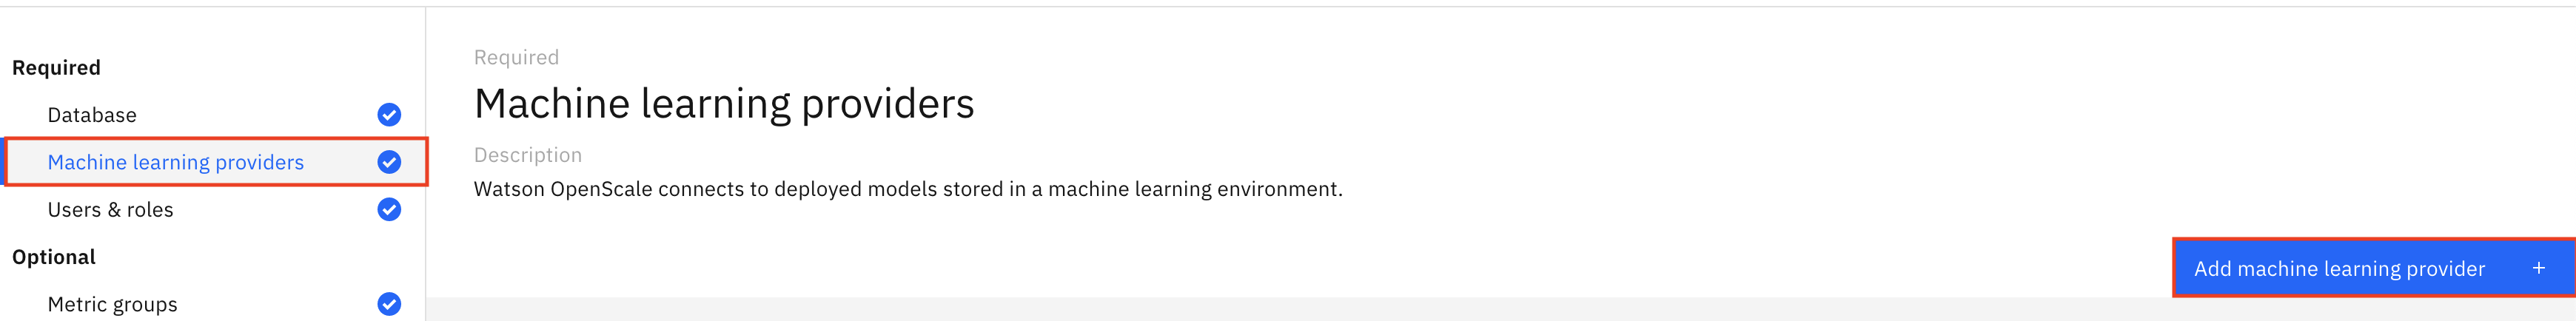 Required
Database
Machine learning providers
Users & roles
Optional
Metric groups
Required
Machine learning providers
Description
Watson OpenScale connects to deployed models stored in a machine learning environment.
Add machine learning provider +